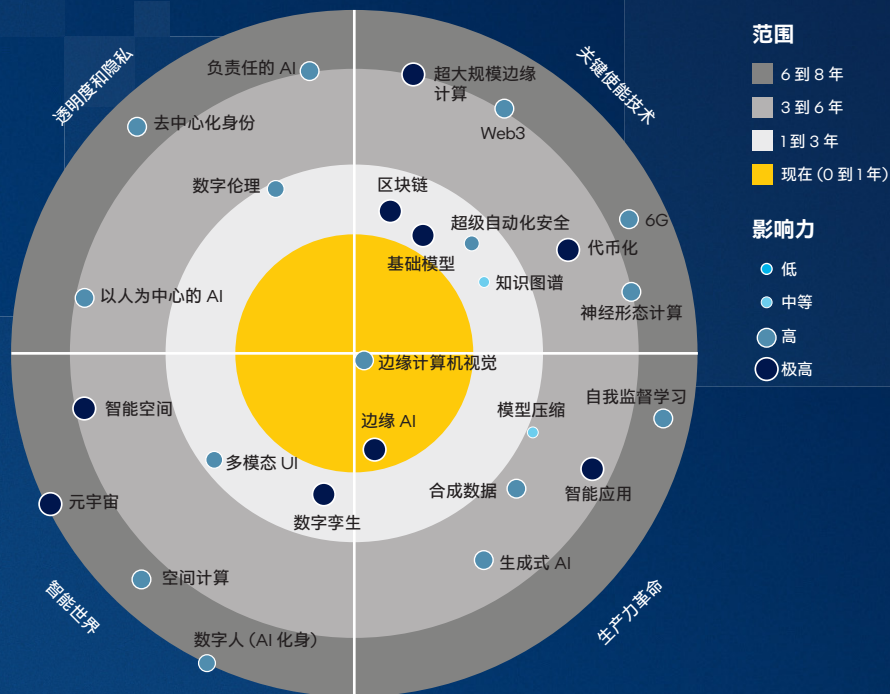 透明度和隐私
关键使能技术
负责任的 AI
去中心化身份
数字伦理
以人为中心的 AI
超大规模边缘
计算
Web3
区块链
基础模型
超级自动化安全
知识图谱
6G
代币化
神经形态计算
边缘计算机视觉
边缘 AI
模型压缩
自我监督学习
合成数据
智能应用
生成式 AI
智能空间
多模态 UI
元宇宙
数字孪生
空间计算
数字人（AI 化身）
智能世界
生产力革命
范围
6 到 8 年
3 到 6 年
1 到 3 年
现在（0 到 1 年）
影响力
低
中等
高
极高